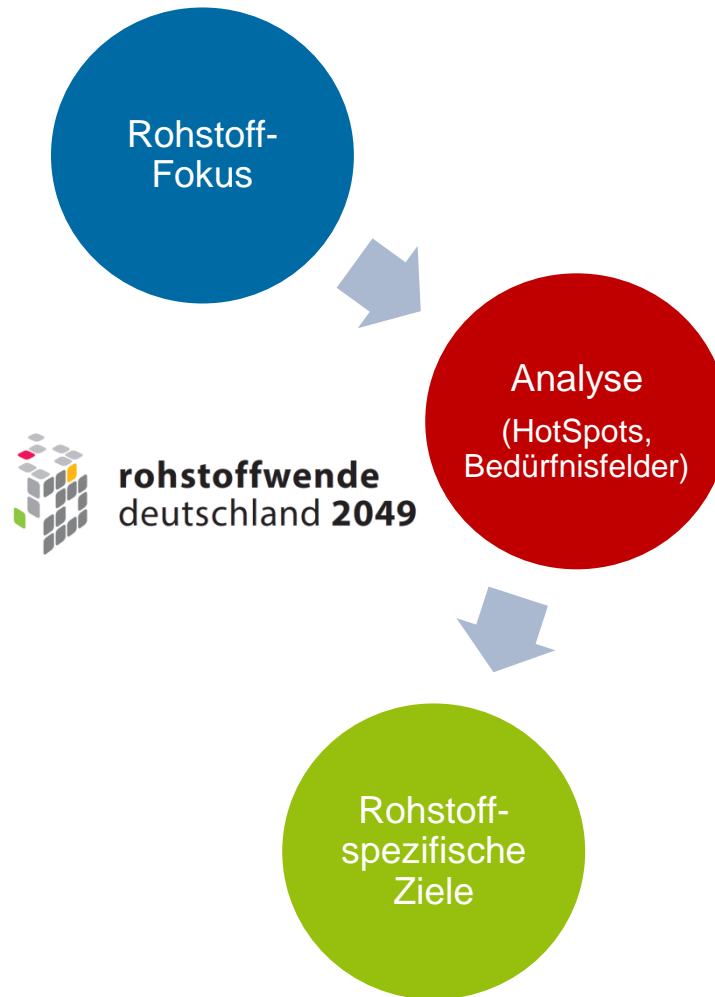 Rohstoff-
Fokus
Analyse
(HotSpots,
Bedürfnisfelder)
rohstoffwende
deutschland 2049
Rohstoff-
spezifische
Ziele